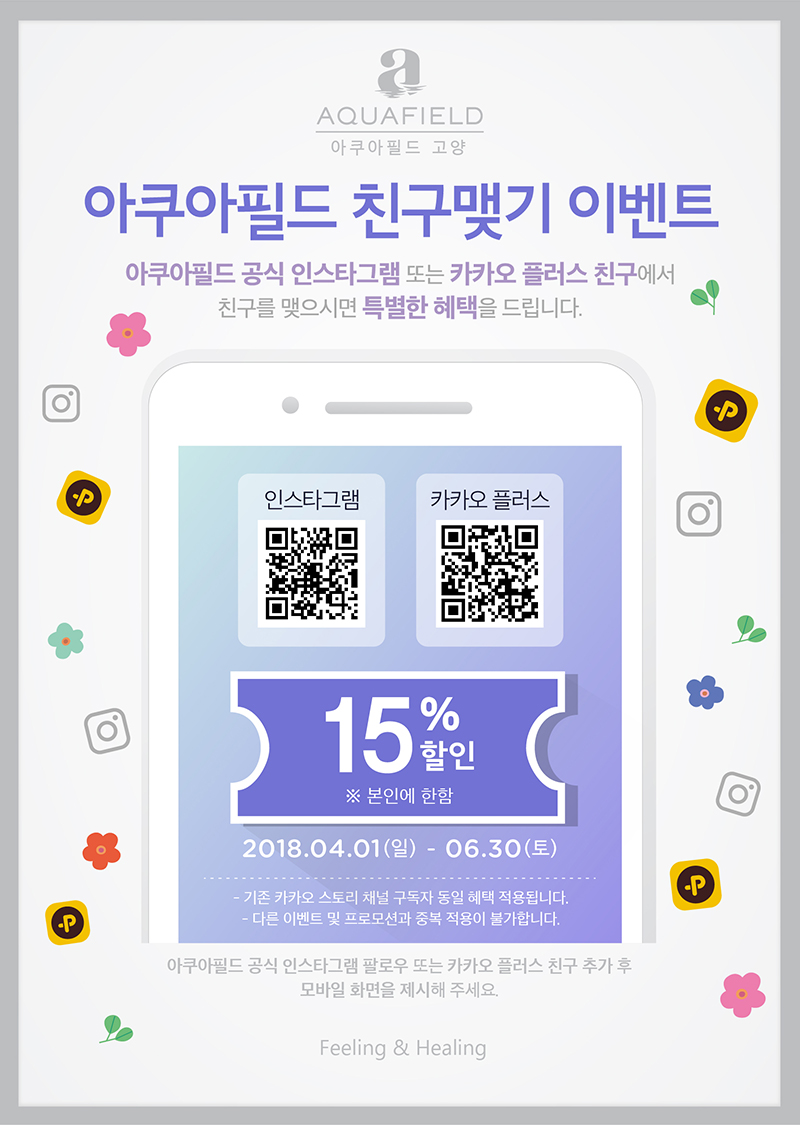 a
AQUAFIELD
아쿠아필드 고양
아쿠아필드 친구맺기 이벤트
아쿠아필드 공식 인스타그램 또는 카카오 플러스 친구에서
친구를 맺으시면 특별한 혜택을 드립니다.
인스타그램
카카오 플러스
15%
할인
※ 본인에 한함
2018.04.01(일) - 06.30(토)
- 기존 카카오 스토리 채널 구독자 동일 혜택 적용됩니다.
- 다른 이벤트 및 프로모션과 중복 적용이 불가합니다.
아쿠아필드 공식 인스타그램 팔로우 또는 카카오 플러스 친구 추가 후
모바일 화면을 제시해 주세요.
Feeling & Healing